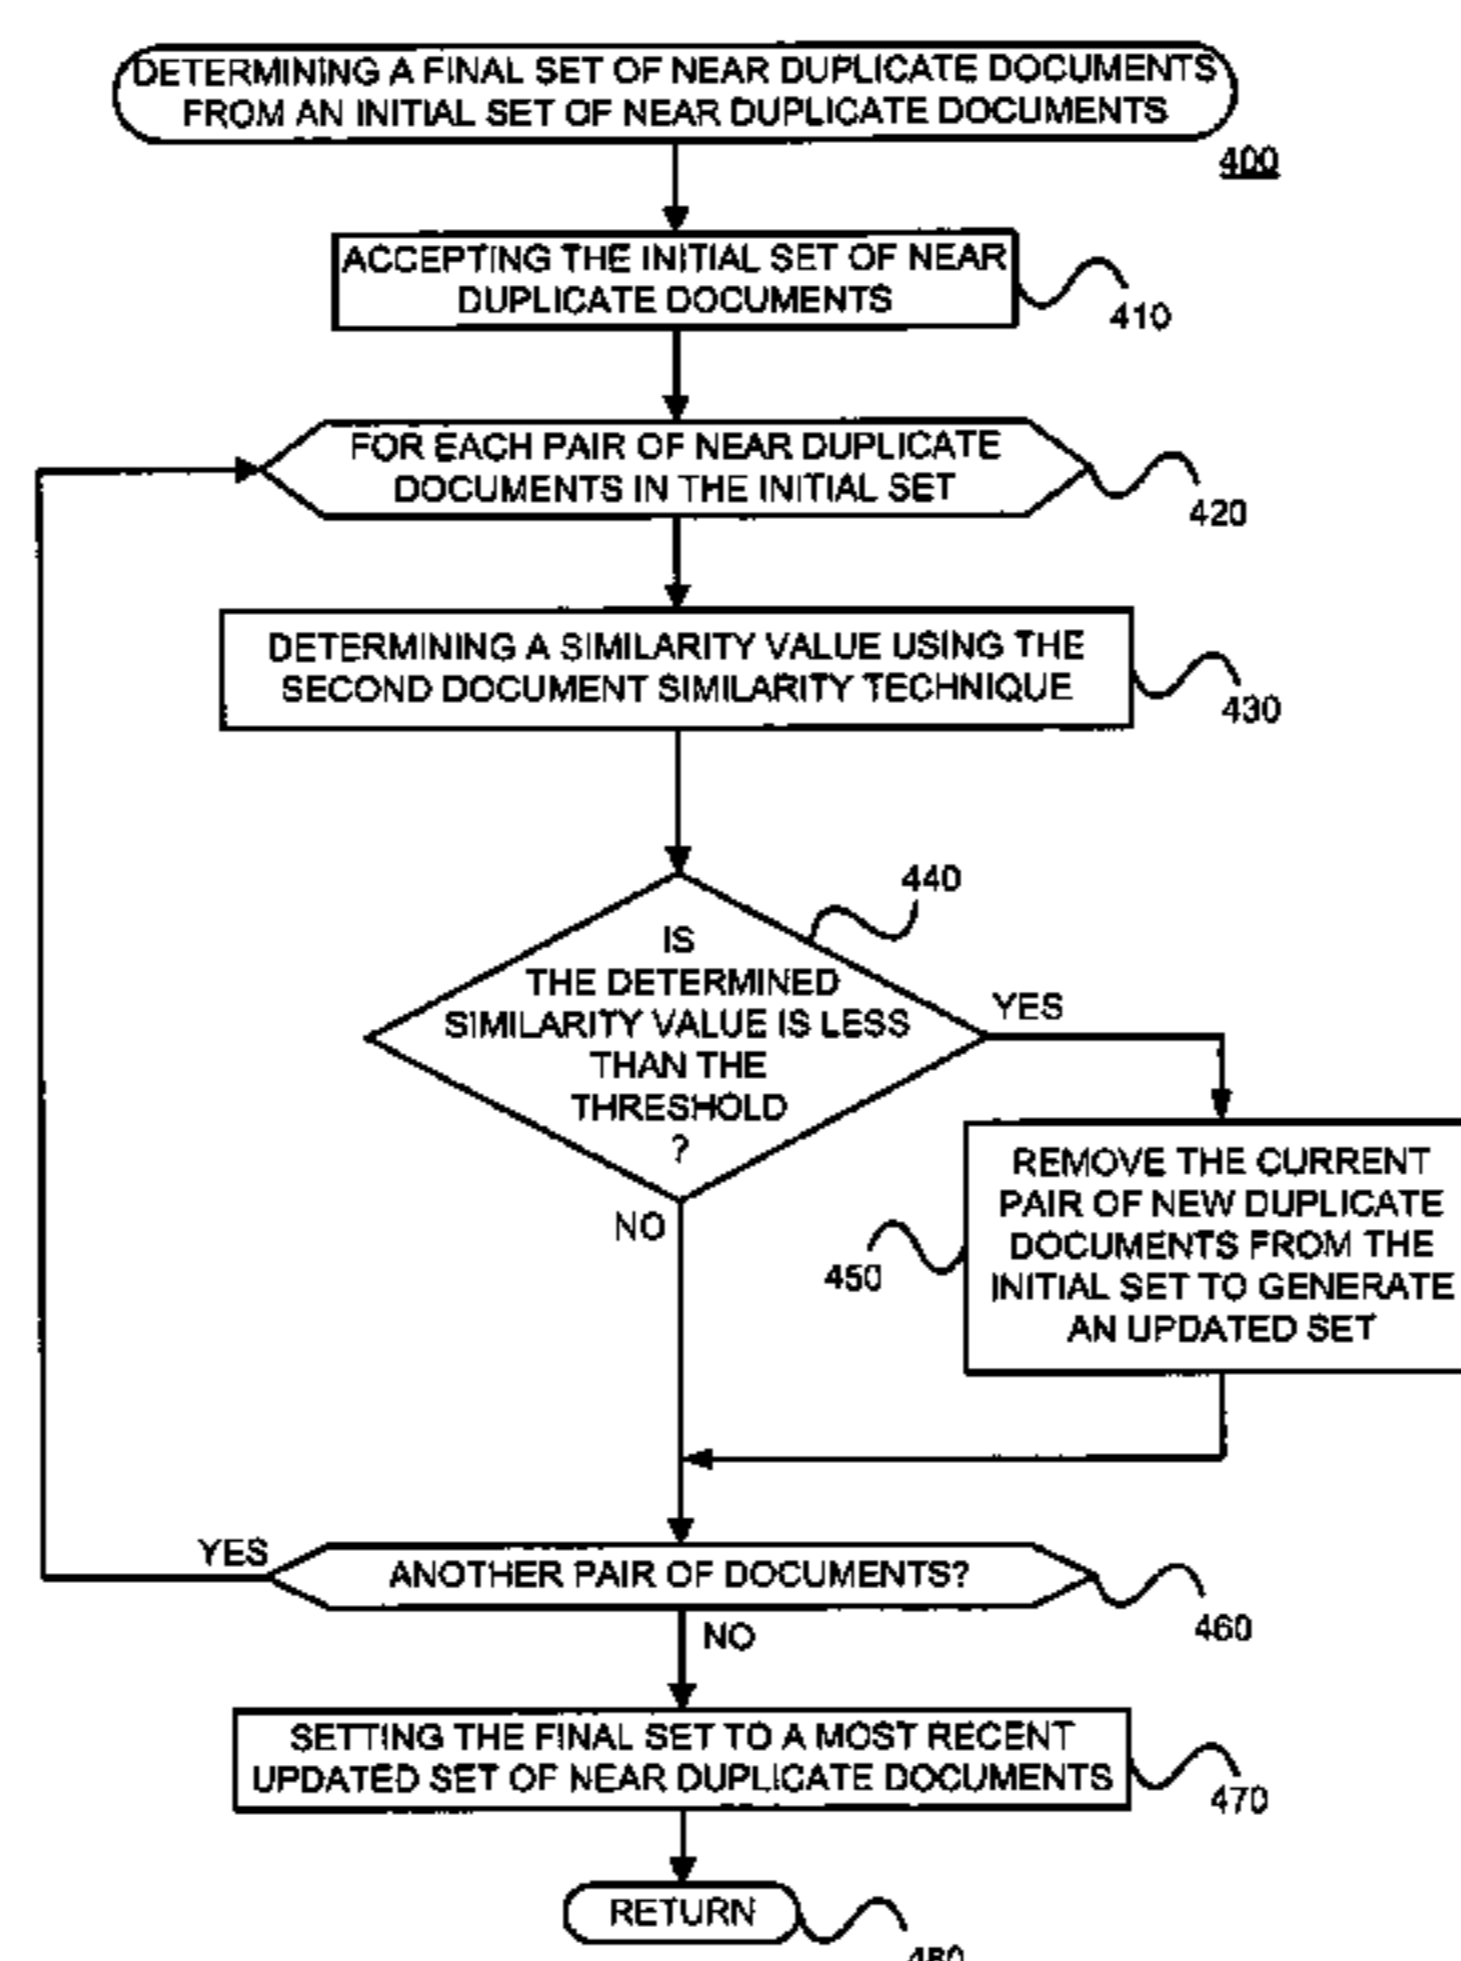 DETERMINING A FINAL SET OF NEAR DUPLICATE DOCUMENTS
FROM AN INITIAL SET OF NEAR DUPLICATE DOCUMENTS
400
ACCEPTING THE INITIAL SET OF NEAR
DUPLICATE DOCUMENTS
410
FOR EACH PAIR OF NEAR DUPLICATE
DOCUMENTS IN THE INITIAL SET
420
DETERMINING A SIMILARITY VALUE USING THE
SECOND DOCUMENT SIMILARITY TECHNIQUE
430
440
IS
THE DETERMINED
SIMILARITY VALUE IS LESS
THAN THE
THRESHOLD
?
YES
NO
REMOVE THE CURRENT
PAIR OF NEW DUPLICATE
DOCUMENTS FROM THE
INITIAL SET TO GENERATE
AN UPDATED SET
450
YES
ANOTHER PAIR OF DOCUMENTS?
460
NO
SETTING THE FINAL SET TO A MOST RECENT
UPDATED SET OF NEAR DUPLICATE DOCUMENTS
470
RETURN